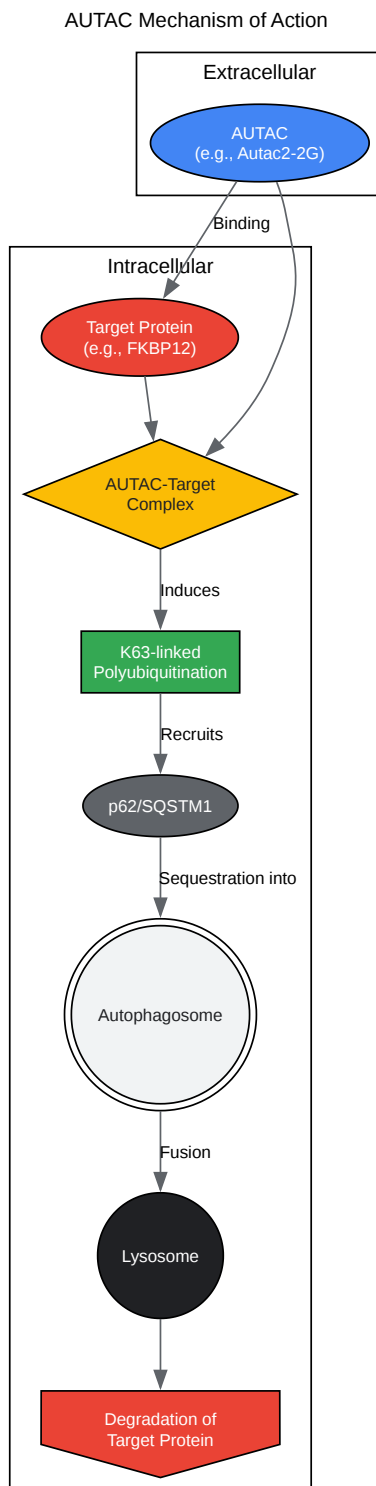 AUTAC Mechanism of Action
Extracellular
AUTAC
(e.g., Autac2-2G)
Binding
Intracellular
Target Protein
(e.g., FKBP12)
AUTAC-Target
Complex
Induces
K63-linked
Polyubiquitination
Recruits
p62/SQSTM1
Sequestration into
Autophagosome
Fusion
Lysosome
Degradation of
Target Protein